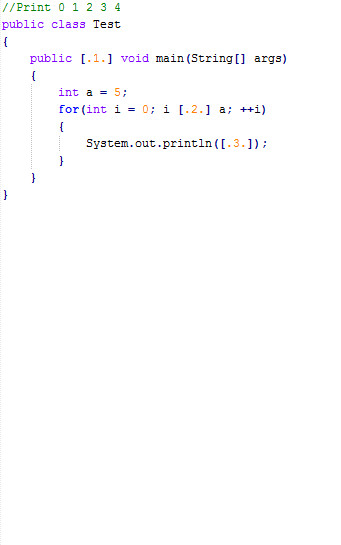 //Print 0 1 2 3 4
public class Test
{
public [.1.] void main(String[] args)
{
int a = 5;
for(int i = 0; i [.2.] a; ++i)
{
System.out.println([.3.]);
}
}
}